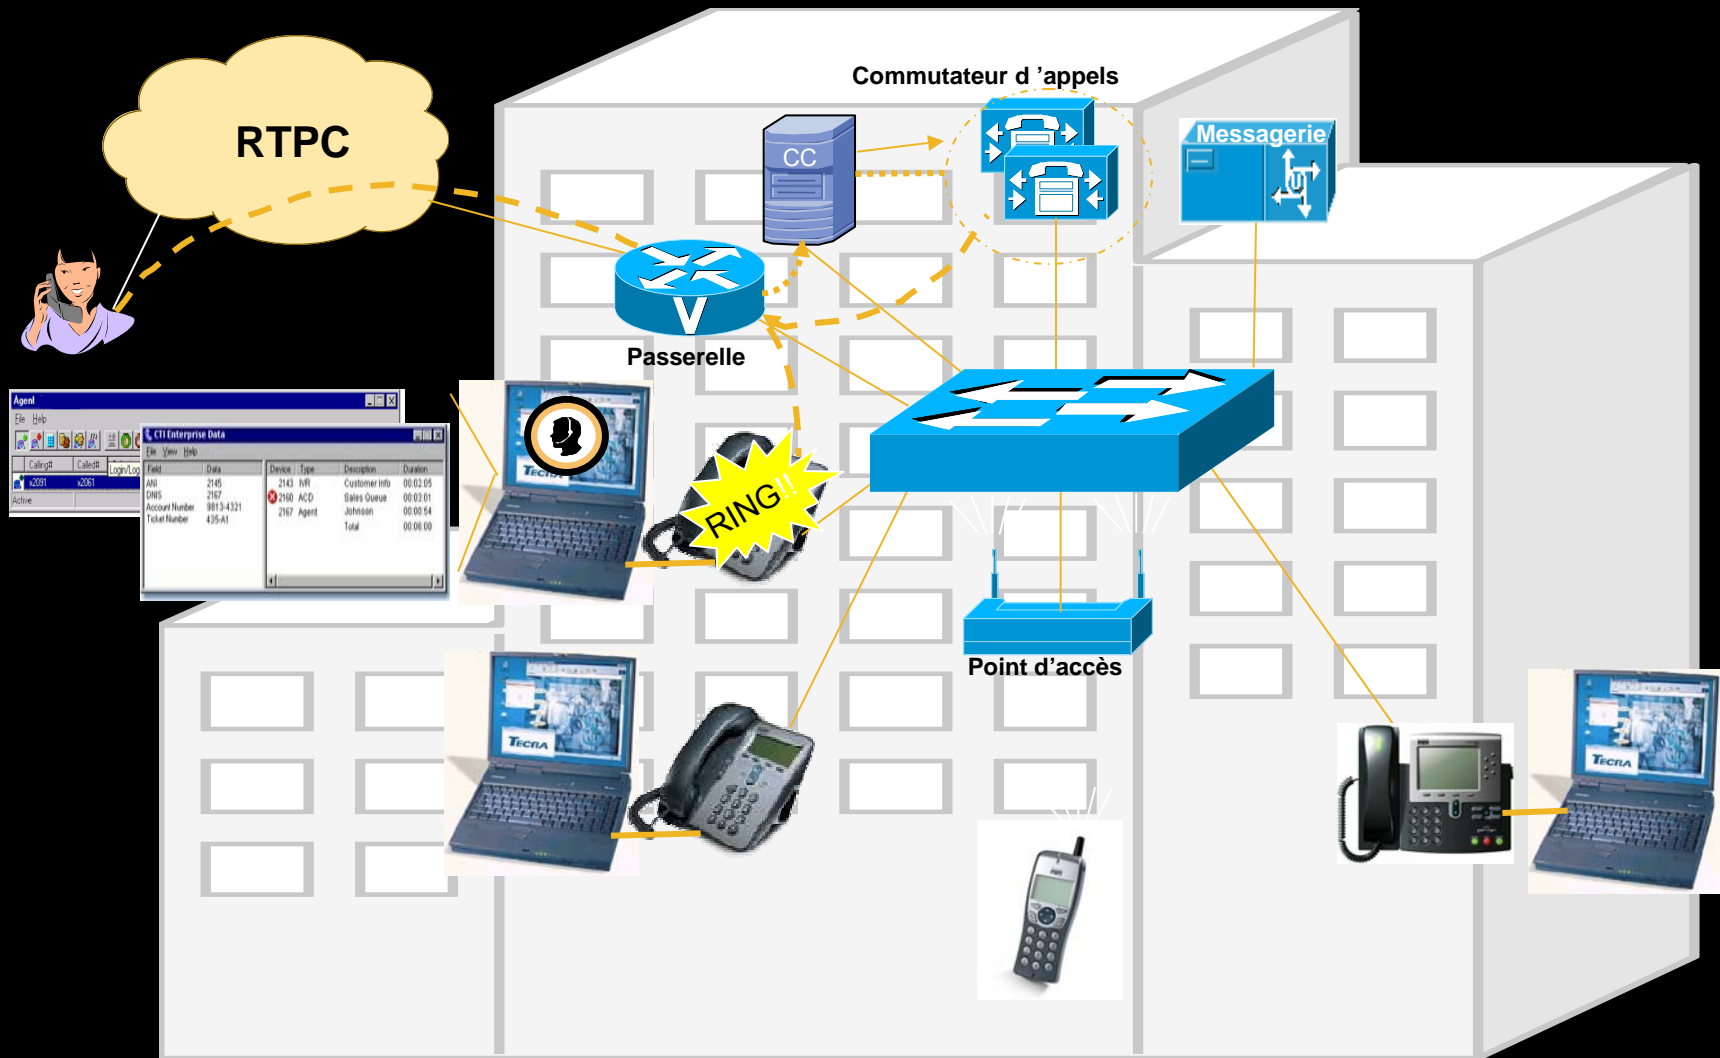 Commutateur d 'appels
RTPC
CC
Messagerie
V
Passerelle
Agent
File Help
Calling# Called#
Login/Log
x2091 x2061
Active
CTI Enterprise Data
File View Help
Field Data
ANI 2145
DNIS 2167
Account Number 9813-4321
Ticket Number 435-A1
Device Type Description Duration
2143 IVR Customer Info 00:02:05
2160 ACD Sales Queue 00:03:01
2167 Agent Johnson 00:00:54
Total 00:06:00
RING!!
Point d'accès
TECRA
TECRA